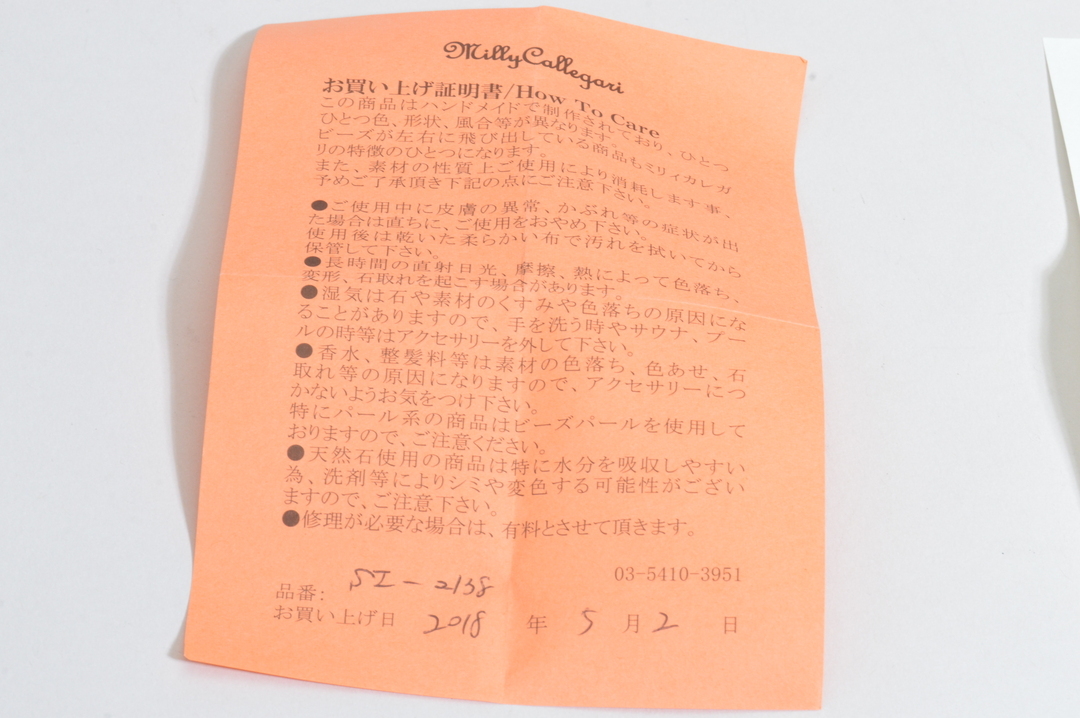 Milly Callegari
お買い上げ証明書/How To Care
この商品はハンドメイドで制作されており、ひとつ
ひとつ色、形状、風合等が異なります。
ビーズが左右に飛び出している商品もミリィカレガ
リの特徴のひとつになります。
また、素材の性質上ご使用により消耗します事、
予めご了承頂き下記の点にご注意下さい。
●ご使用中に皮膚の異常、かぶれ等の症状が出
た場合は直ちに、ご使用をおやめ下さい。
使用後は乾いた柔らかい布で汚れを拭いてから
保管して下さい。
●長時間の直射日光、摩擦、熱によって色落ち、
変形、石取れを起こす場合があります。
●湿気は石や素材のくすみや色落ちの原因にな
ることがありますので、手を洗う時やサウナ、プー
ルの時等はアクセサリーを外して下さい。
●香水、整髪料等は素材の色落ち、色あせ、石
取れ等の原因になりますので、アクセサリーにつ
かないようお気をつけ下さい。
特にパール系の商品はビーズパールを使用して
おりますので、ご注意ください。
●天然石使用の商品は特に水分を吸収しやすい
為、洗剤等によりシミや変色する可能性がござい
ますので、ご注意下さい。
●修理が必要な場合は、有料とさせて頂きます。
03-5410-3951
品番: SI-2138
お買い上げ日 2018 年 5 月 2 日